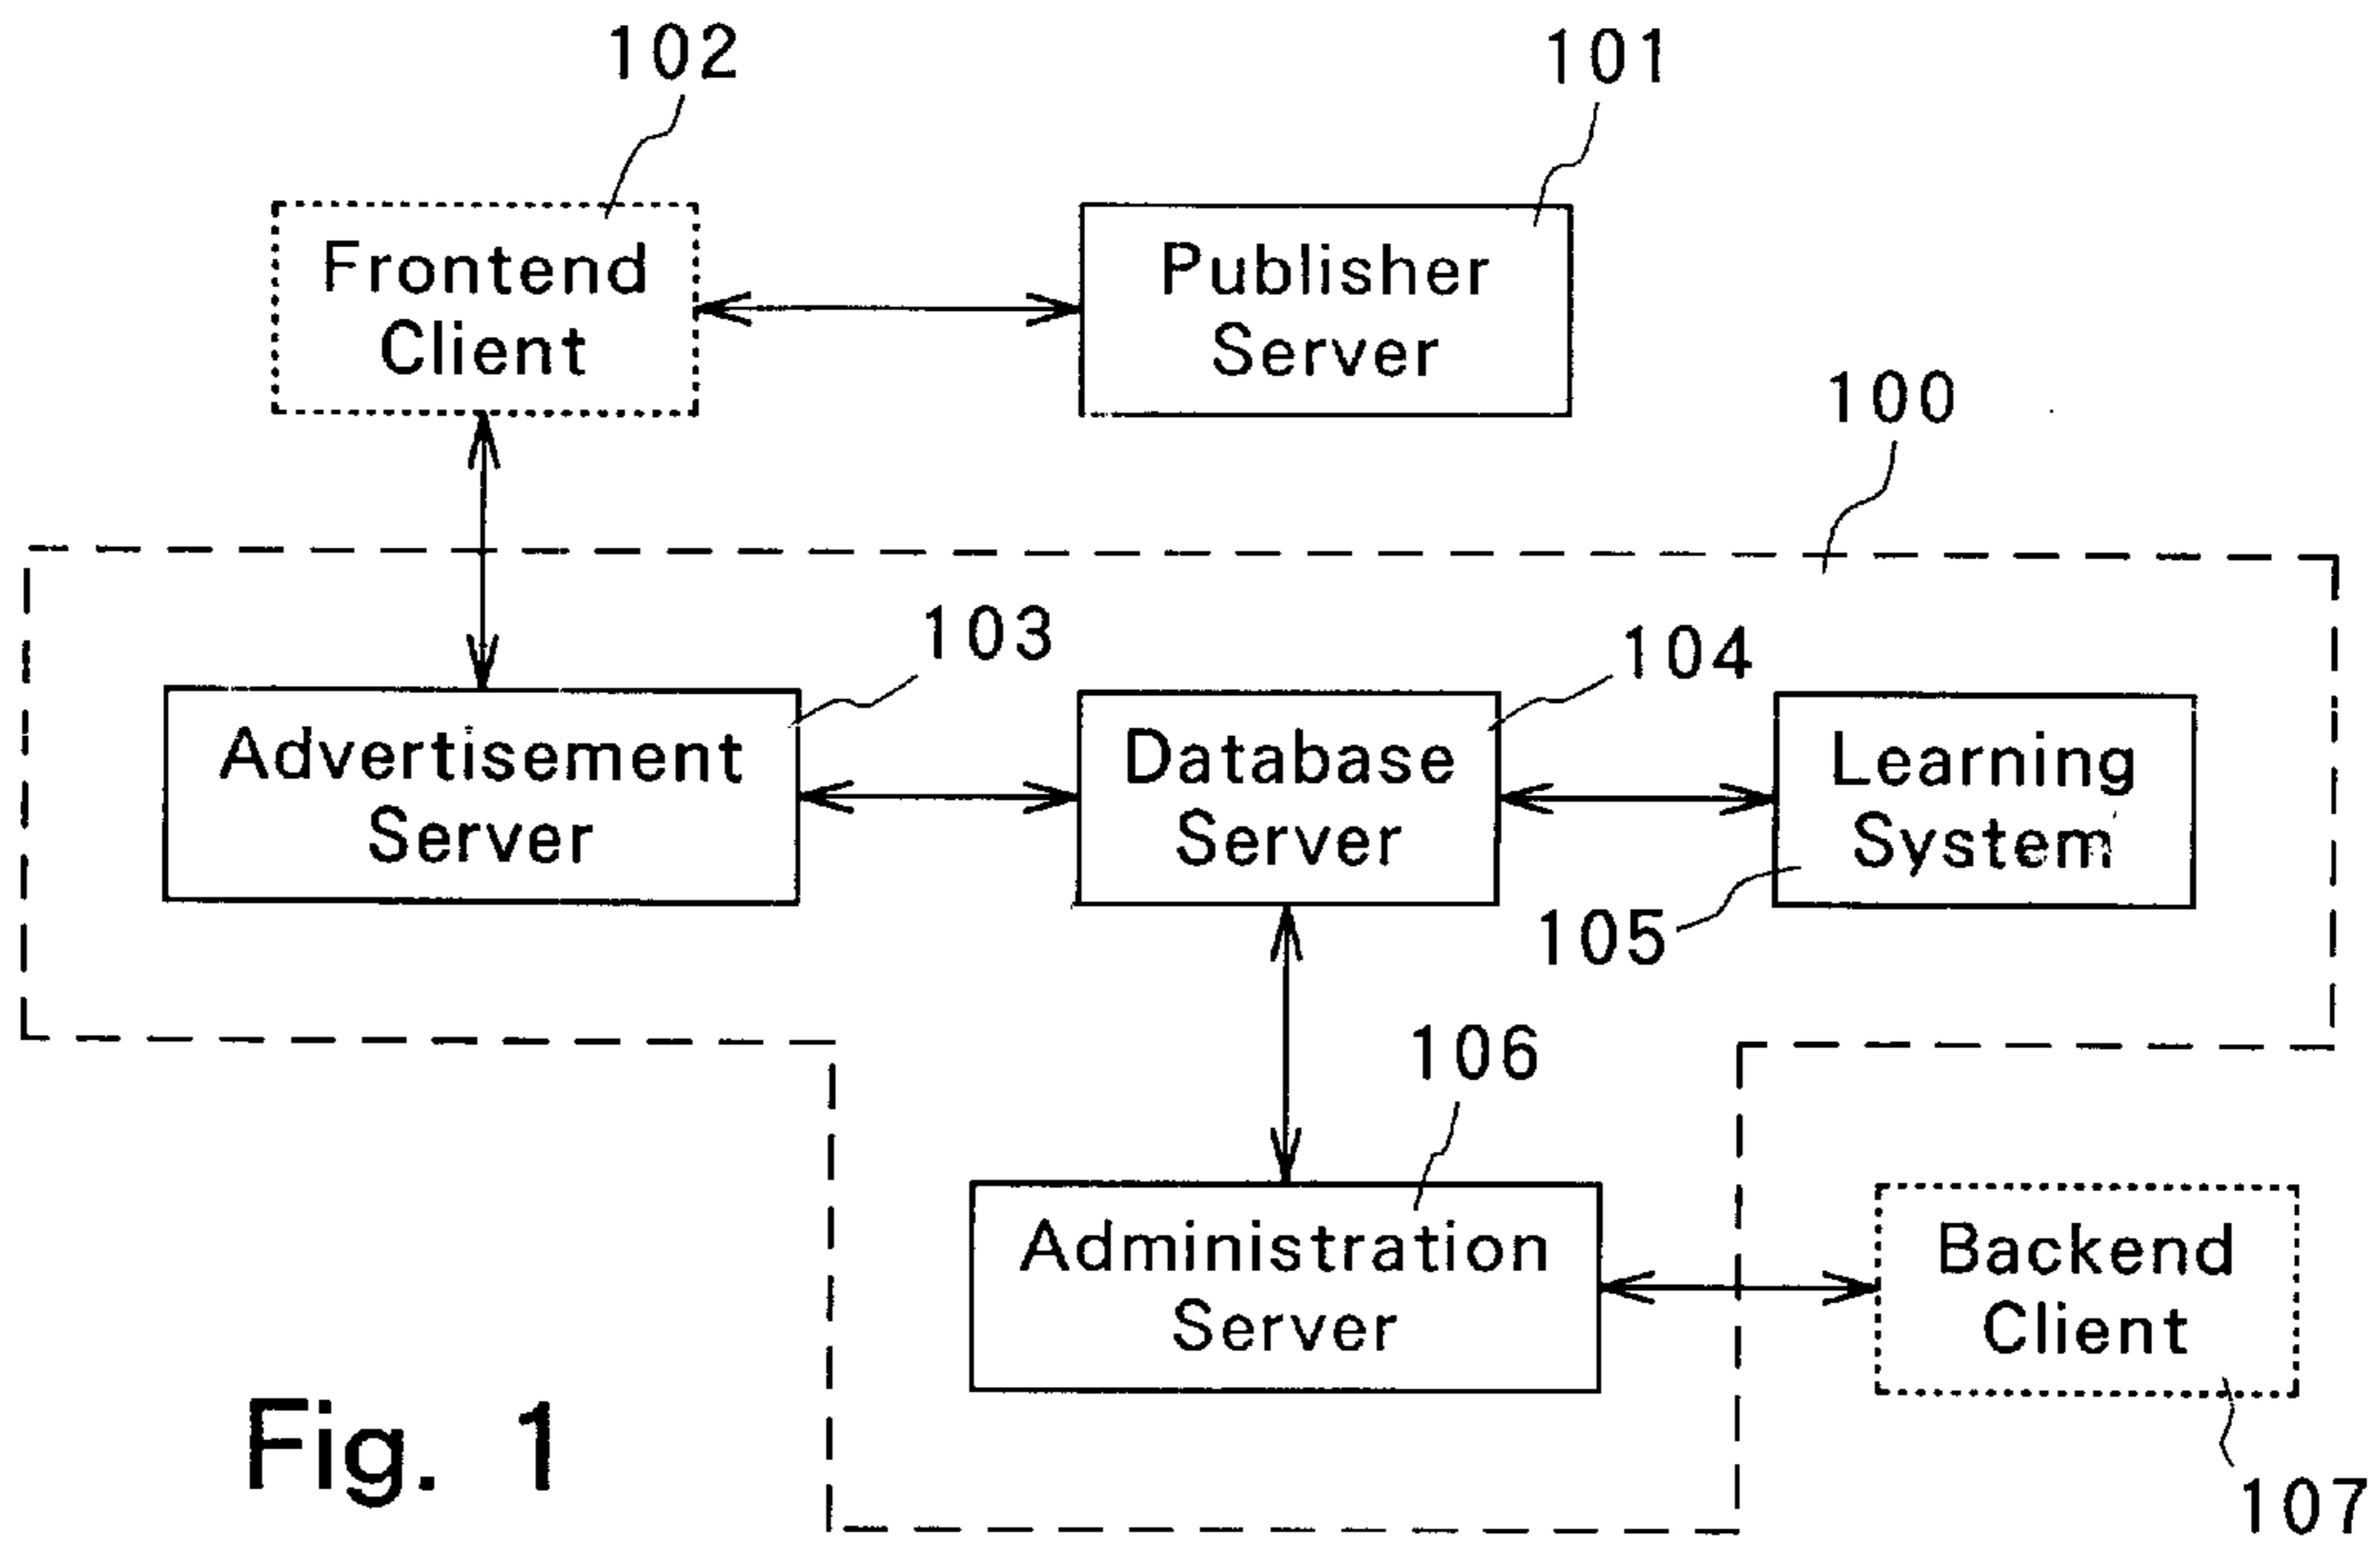 102
101
Frontend
Client
Publisher
Server
100
103
104
Advertisement
Server
Database
Server
Learning
System
105
106
Administration
Server
Backend
Client
Fig. 1
107